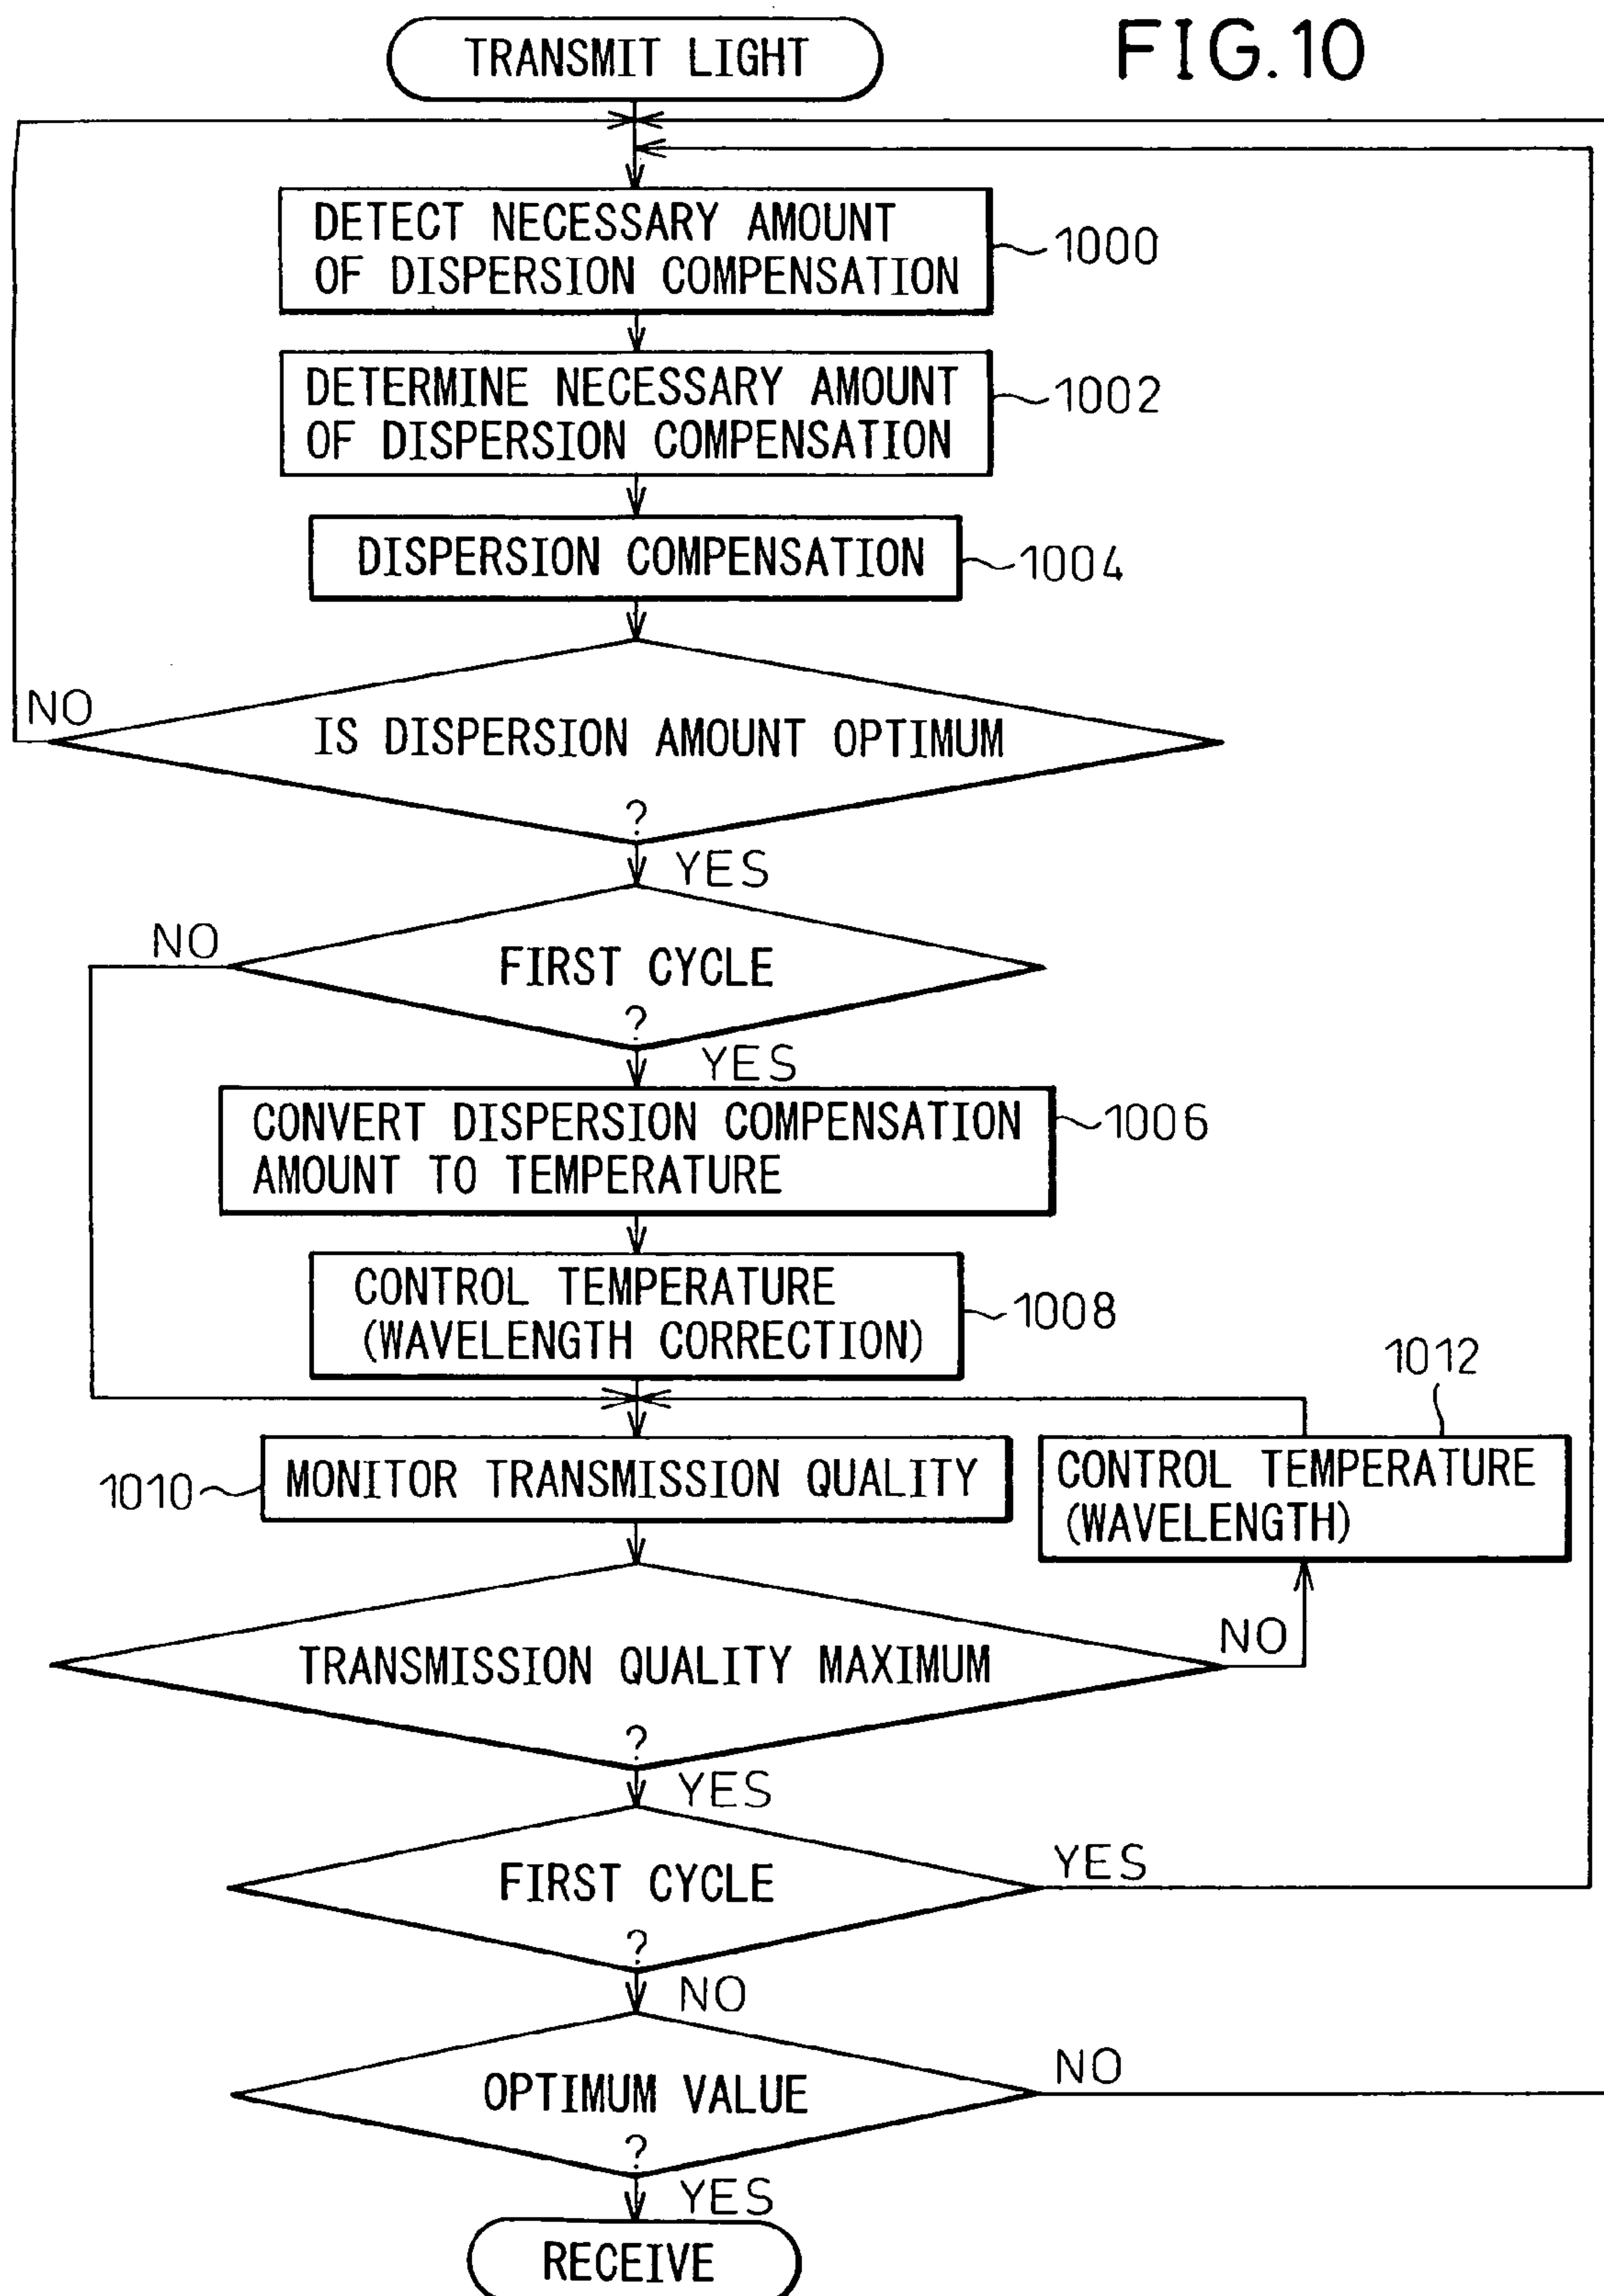 FIG.10
TRANSMIT LIGHT
DETECT NECESSARY AMOUNT
OF DISPERSION COMPENSATION
1000
DETERMINE NECESSARY AMOUNT
OF DISPERSION COMPENSATION
1002
DISPERSION COMPENSATION
1004
NO
IS DISPERSION AMOUNT OPTIMUM
?
YES
NO
FIRST CYCLE
?
YES
CONVERT DISPERSION COMPENSATION
AMOUNT TO TEMPERATURE
1006
CONTROL TEMPERATURE
(WAVELENGTH CORRECTION)
1008
1012
1010
MONITOR TRANSMISSION QUALITY
CONTROL TEMPERATURE
(WAVELENGTH)
TRANSMISSION QUALITY MAXIMUM
?
NO
YES
FIRST CYCLE
?
YES
NO
OPTIMUM VALUE
?
NO
YES
RECEIVE